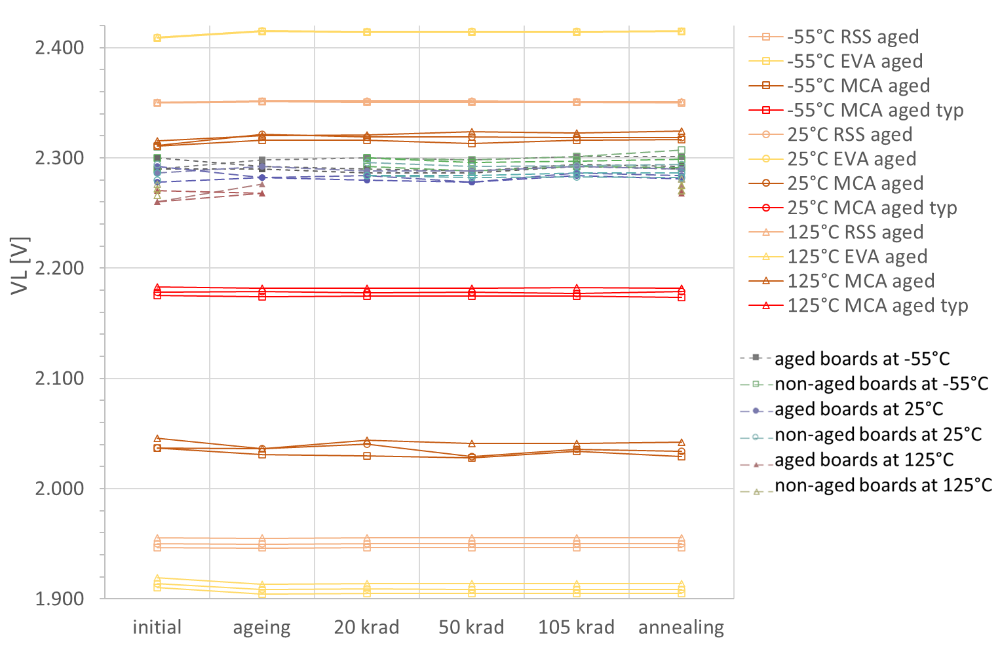 2.400
2.300
2.200
2.100
2.000
1.900
VL [V]
initial
ageing
20 krad
50 krad
105 krad
annealing
-55°C RSS aged
-55°C EVA aged
-55°C MCA aged
-55°C MCA aged typ
25°C RSS aged
25°C EVA aged
25°C MCA aged
25°C MCA aged typ
125°C RSS aged
125°C EVA aged
125°C MCA aged
125°C MCA aged typ
aged boards at -55°C
non-aged boards at -55°C
aged boards at 25°C
non-aged boards at 25°C
aged boards at 125°C
non-aged boards at 125°C